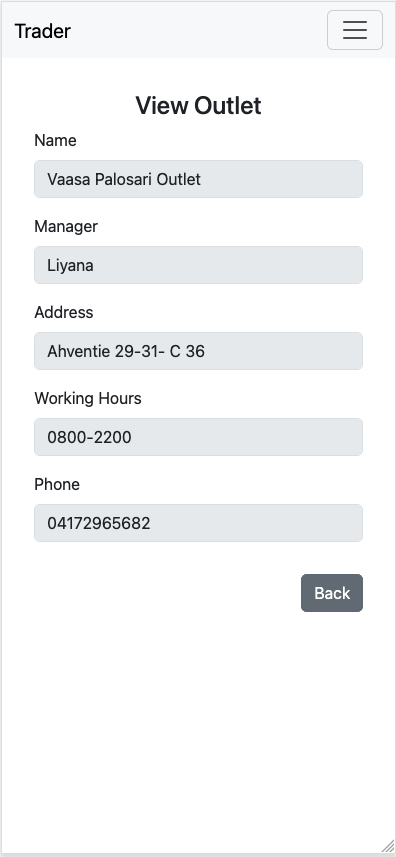 Trader
View Outlet
Name
Vaasa Palosari Outlet
Manager
Liyana
Address
Ahventie 29-31- C 36
Working Hours
0800-2200
Phone
04172965682
Back